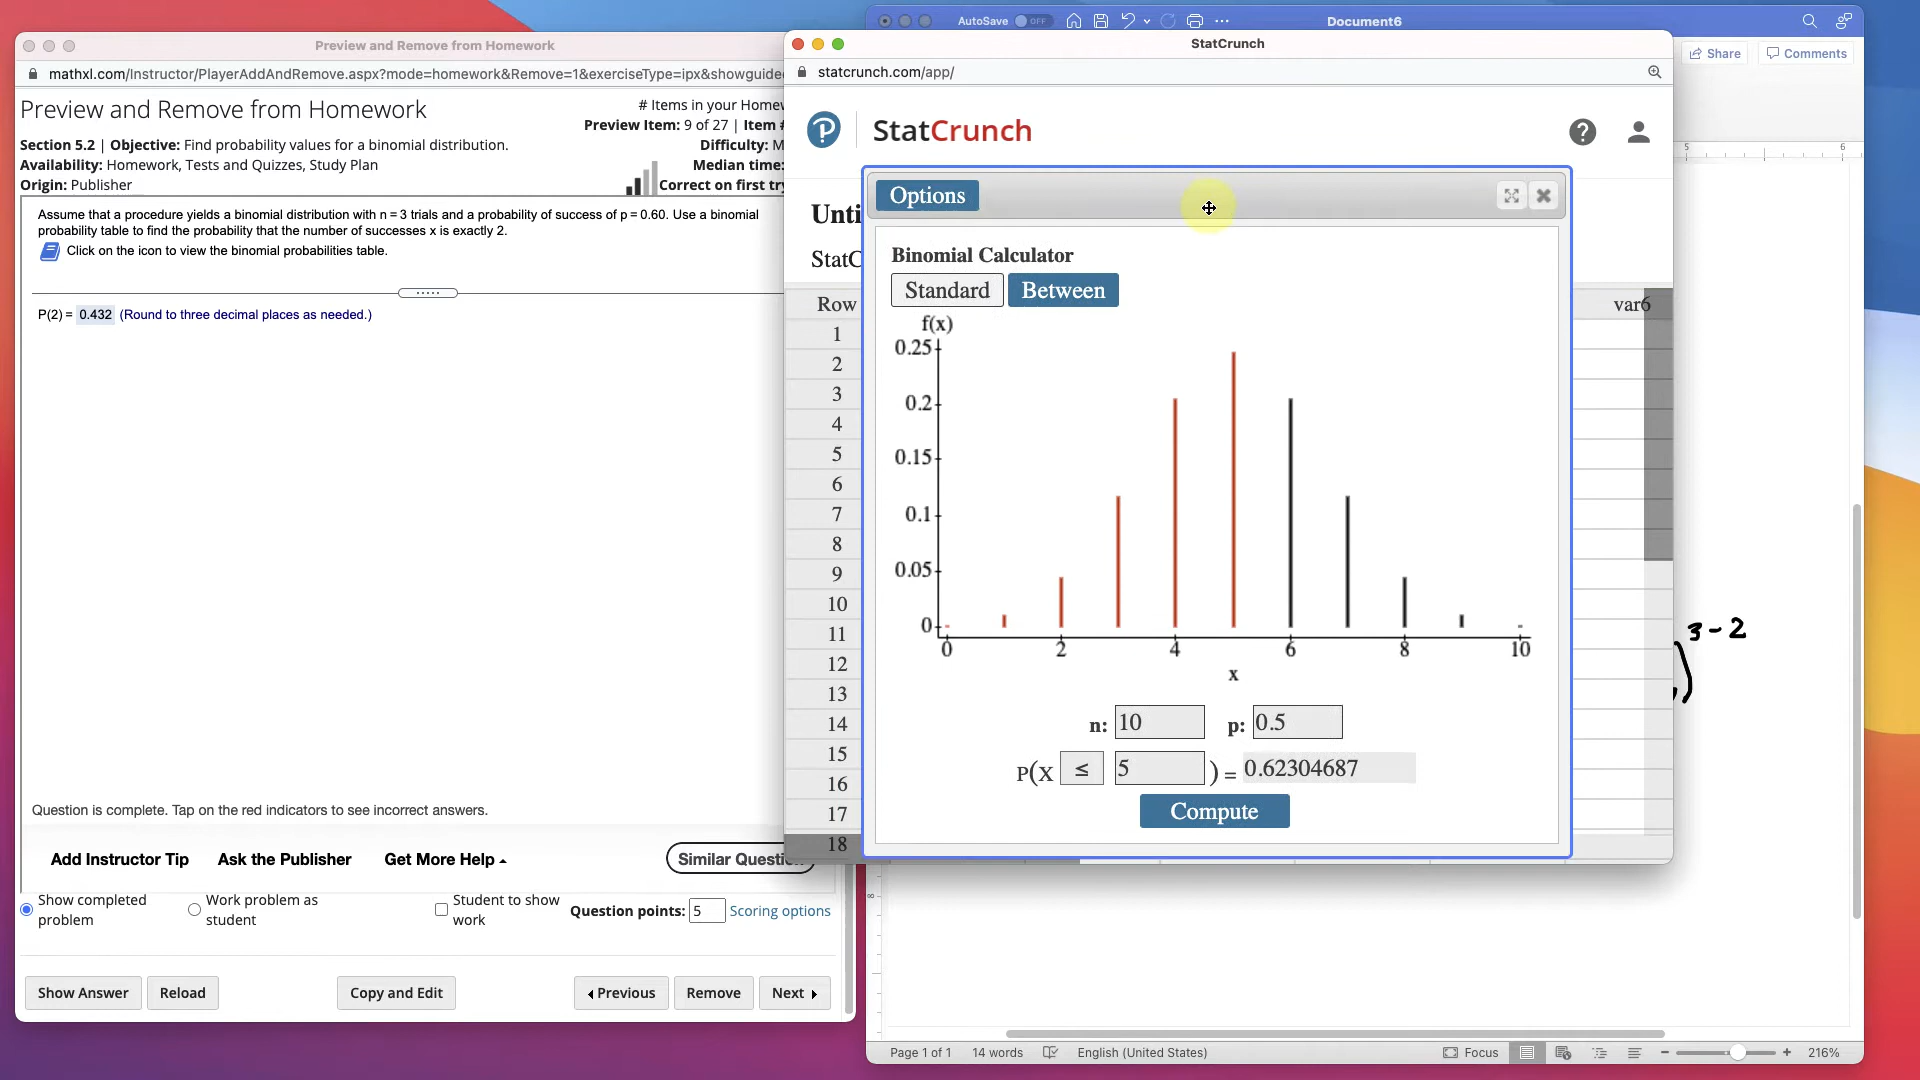 AutoSave OFF
Document6
Share
Comments
Preview and Remove from Homework
mathxl.com/Instructor/PlayerAddAndRemove.aspx?mode=homework&Remove=1&exerciseType=ipx&showguide
Preview and Remove from Homework
# Items in your Home
Preview Item: 9 of 27 | Item #
Section 5.2 | Objective: Find probability values for a binomial distribution.
Difficulty: M
Availability: Homework, Tests and Quizzes, Study Plan
Median time:
Origin: Publisher
Correct on first try
Assume that a procedure yields a binomial distribution with n = 3 trials and a probability of success of p = 0.60. Use a binomial
probability table to find the probability that the number of successes x is exactly 2.
Click on the icon to view the binomial probabilities table.
P(2) = 0.432 (Round to three decimal places as needed.)
Question is complete. Tap on the red indicators to see incorrect answers.
Add Instructor Tip
Ask the Publisher
Get More Help
Similar Questi
Show completed
problem
Work problem as
student
Student to show
work
Question points: 5
Scoring options
Show Answer
Reload
Copy and Edit
Previous
Remove
Next
StatCrunch
statcrunch.com/app/
StatCrunch
Unti
StatC
Row
var6
1
2
3
4
5
6
7
8
9
10
11
12
13
14
15
16
17
18
Options
Binomial Calculator
Standard
Between
f(x)
0.25
0.2
0.15
0.1
0.05
0
0 2 4 6 8 10
x
n: 10 p: 0.5
P(X ≤ 5 ) = 0.62304687
Compute
5
6
) 3-2
Page 1 of 1
14 words
English (United States)
Focus
216%